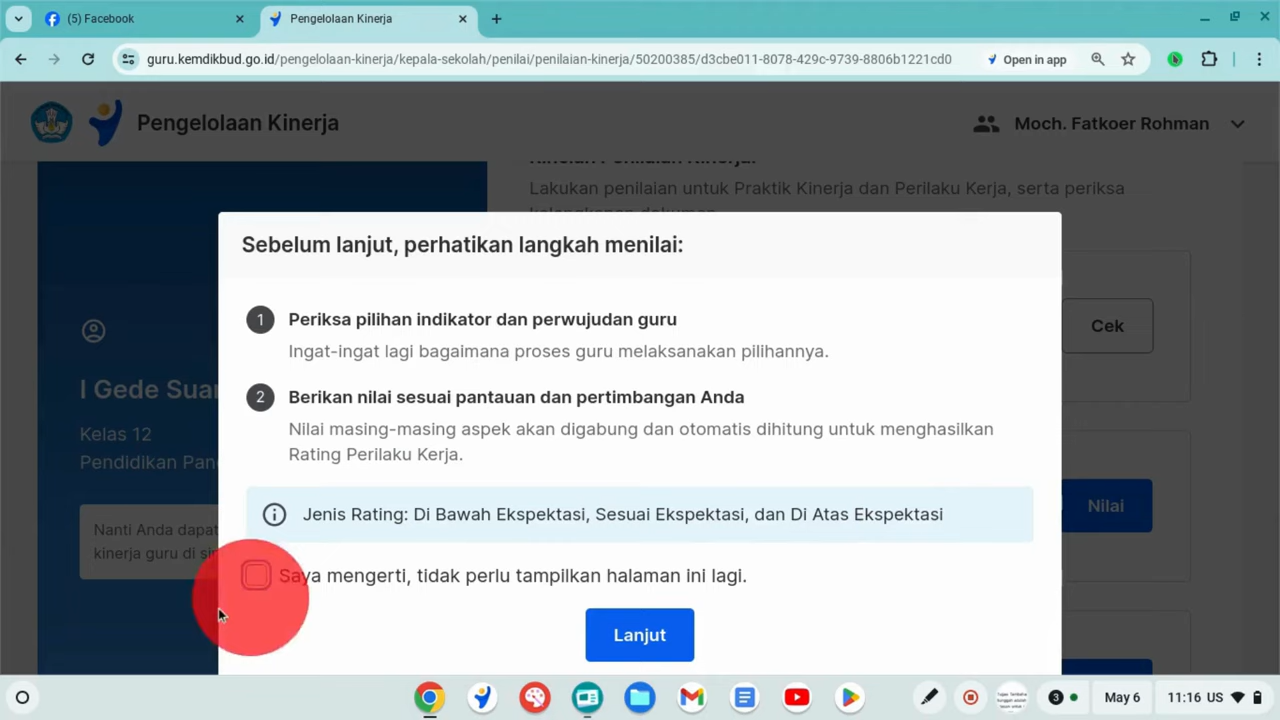 (5) Facebook
Pengelolaan Kinerja
guru.kemdikbud.go.id/pengelolaan-kinerja/kepala-sekolah/penilai/penilaian-kinerja/50200385/d3cbe011-8078-429c-9739-8806b1221cd0
Open in app
Pengelolaan Kinerja
Moch. Fatkoer Rohman
Rincian Penilaian Kinerja:
Lakukan penilaian untuk Praktik Kinerja dan Perilaku Kerja, serta periksa
kelengkapan dokumen
Sebelum lanjut, perhatikan langkah menilai:
1 Periksa pilihan indikator dan perwujudan guru
Ingat-ingat lagi bagaimana proses guru melaksanakan pilihannya.
Cek
I Gede Suar
2 Berikan nilai sesuai pantauan dan pertimbangan Anda
Nilai masing-masing aspek akan digabung dan otomatis dihitung untuk menghasilkan
Rating Perilaku Kerja.
Kelas 12
Pendidikan Pan
Jenis Rating: Di Bawah Ekspektasi, Sesuai Ekspektasi, dan Di Atas Ekspektasi
Nilai
Nanti Anda dapat
kinerja guru di si
Saya mengerti, tidak perlu tampilkan halaman ini lagi.
Lanjut
3
May 6
11:16 US